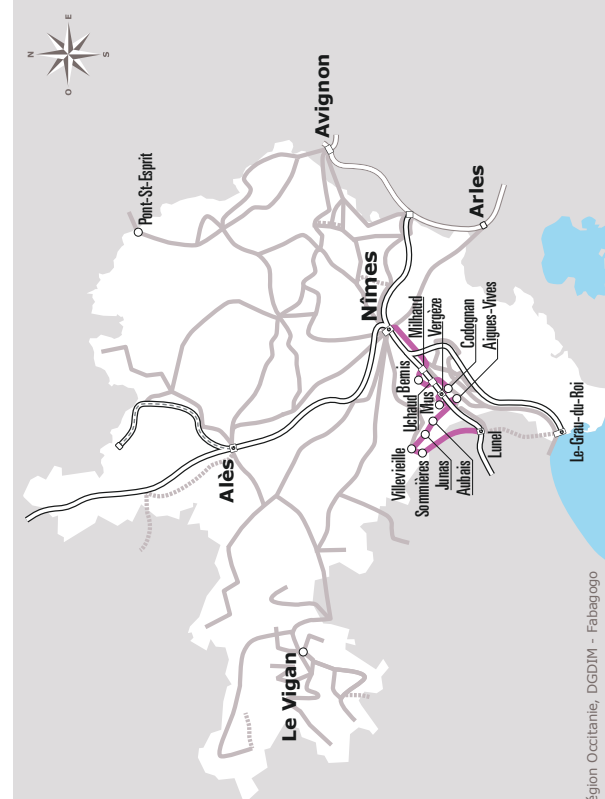 N
E
S
O
Pont-St-Esprit
Avignon
Arles
Nîmes
Alès
Le Vigan
Milhaud
Vergèze
Codognan
Aigues-Vives
Bernis
Uchaud
Mus
Villevieille
Sommières
Junas
Aubais
Lunel
Le-Grau-du-Roi
égion Occitanie, DGDIM - Fabagogo